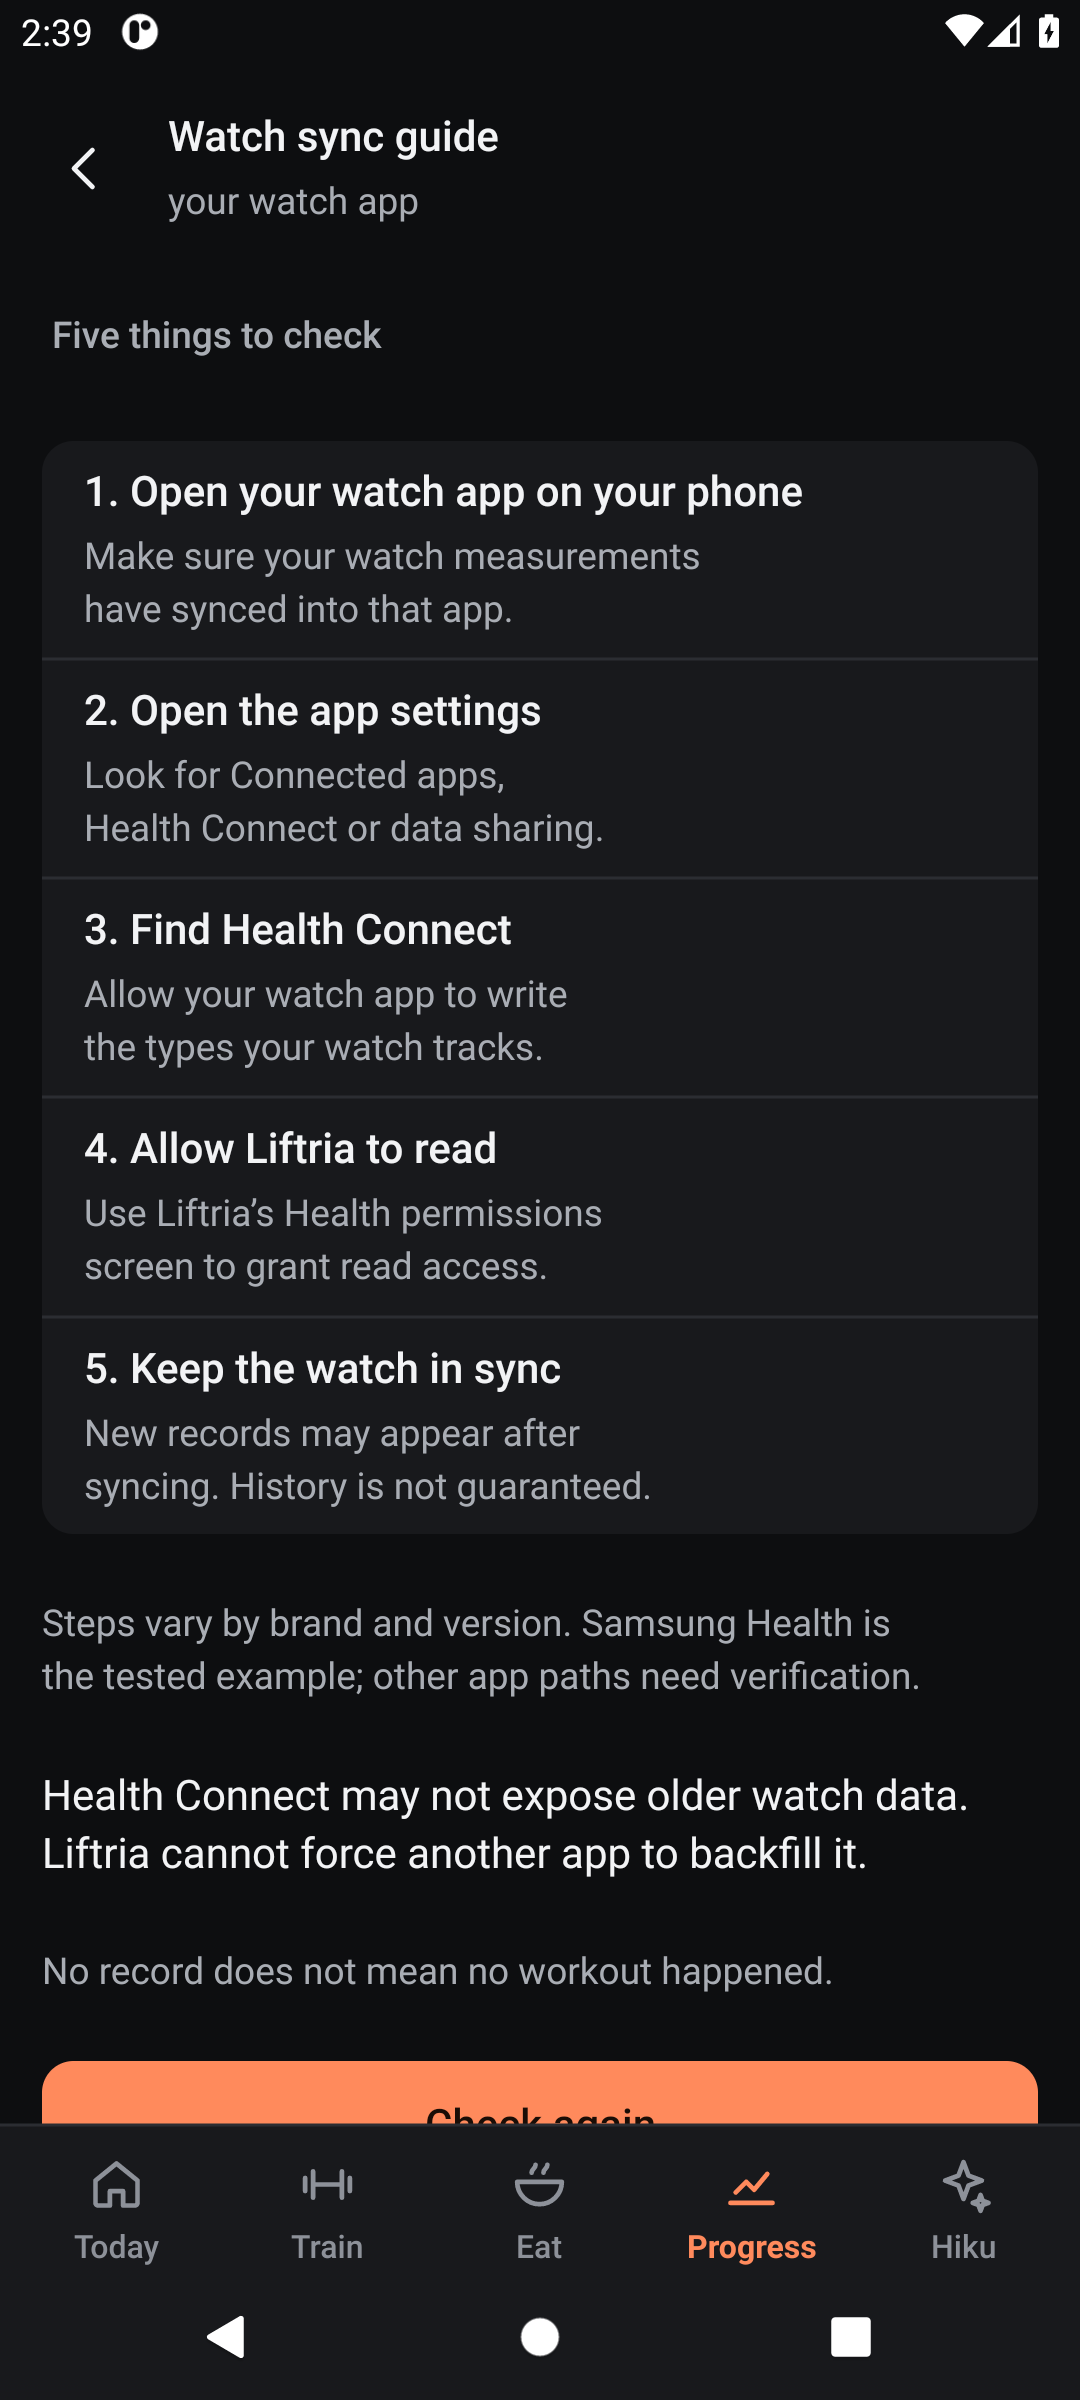 2:39
Watch sync guide
your watch app
Five things to check
1. Open your watch app on your phone
Make sure your watch measurements
have synced into that app.
2. Open the app settings
Look for Connected apps,
Health Connect or data sharing.
3. Find Health Connect
Allow your watch app to write
the types your watch tracks.
4. Allow Liftria to read
Use Liftria’s Health permissions
screen to grant read access.
5. Keep the watch in sync
New records may appear after
syncing. History is not guaranteed.
Steps vary by brand and version. Samsung Health is
the tested example; other app paths need verification.
Health Connect may not expose older watch data.
Liftria cannot force another app to backfill it.
No record does not mean no workout happened.
Check again
Today
Train
Eat
Progress
Hiku